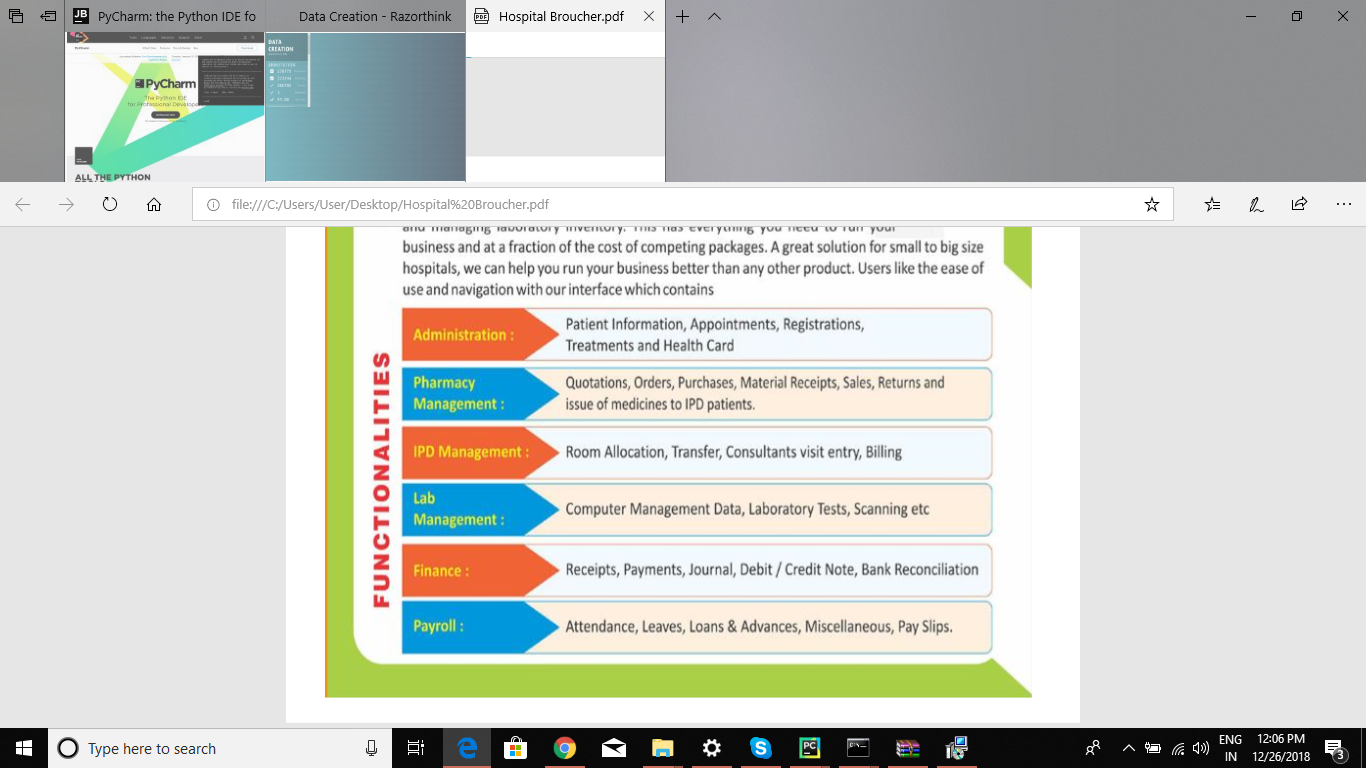 PyCharm: the Python IDE fo
Data Creation - Razorthink
Hospital Broucher.pdf
PyCharm
The Python IDE
for Professional Developers
ALL THE PYTHON
DATA
CREATION
file:///C:/Users/User/Desktop/Hospital%20Broucher.pdf
and managing laboratory inventory. This has everything you need to run your
business and at a fraction of the cost of competing packages. A great solution for small to big size
hospitals, we can help you run your business better than any other product. Users like the ease of
use and navigation with our interface which contains
FUNCTIONALITIES
Administration :
Patient Information, Appointments, Registrations,
Treatments and Health Card
Pharmacy
Management :
Quotations, Orders, Purchases, Material Receipts, Sales, Returns and
issue of medicines to IPD patients.
IPD Management :
Room Allocation, Transfer, Consultants visit entry, Billing
Lab
Management :
Computer Management Data, Laboratory Tests, Scanning etc
Finance :
Receipts, Payments, Journal, Debit / Credit Note, Bank Reconciliation
Payroll :
Attendance, Leaves, Loans & Advances, Miscellaneous, Pay Slips.
Type here to search
ENG
IN
12:06 PM
12/26/2018
3